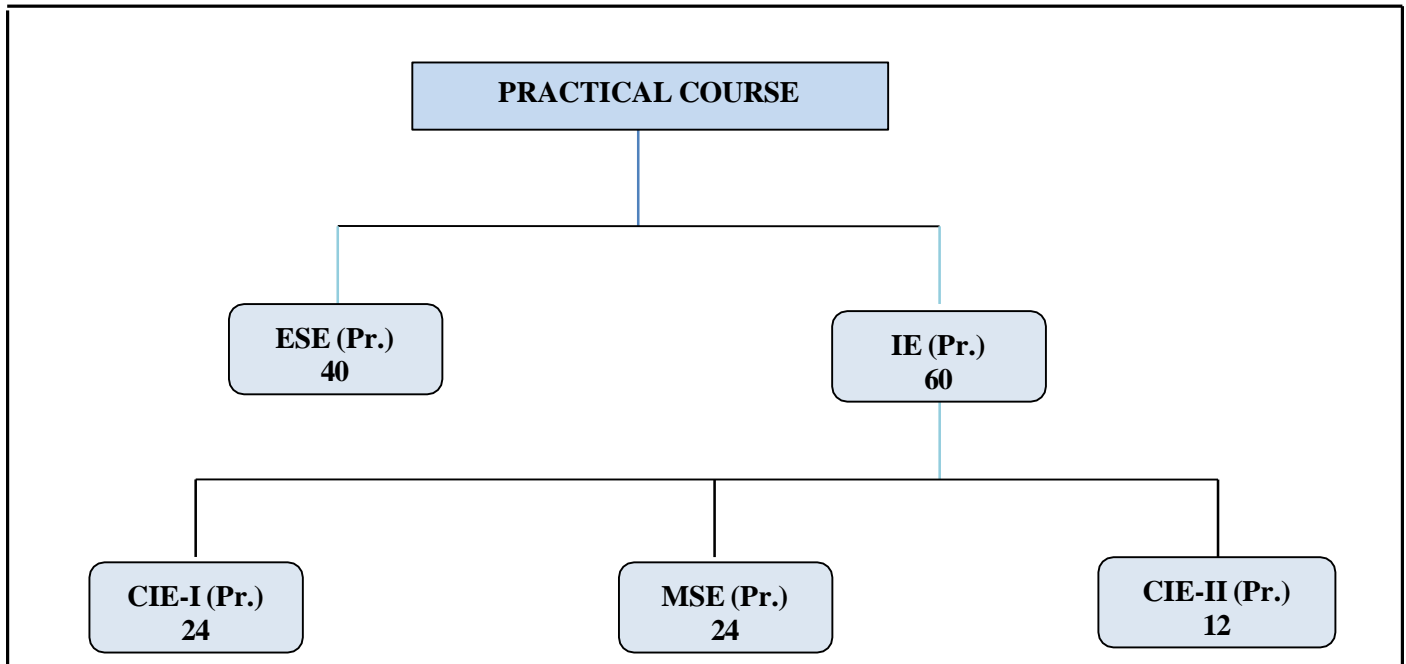 PRACTICAL COURSE
ESE (Pr.)
40
IE (Pr.)
60
CIE-I (Pr.)
24
MSE (Pr.)
24
CIE-II (Pr.)
12